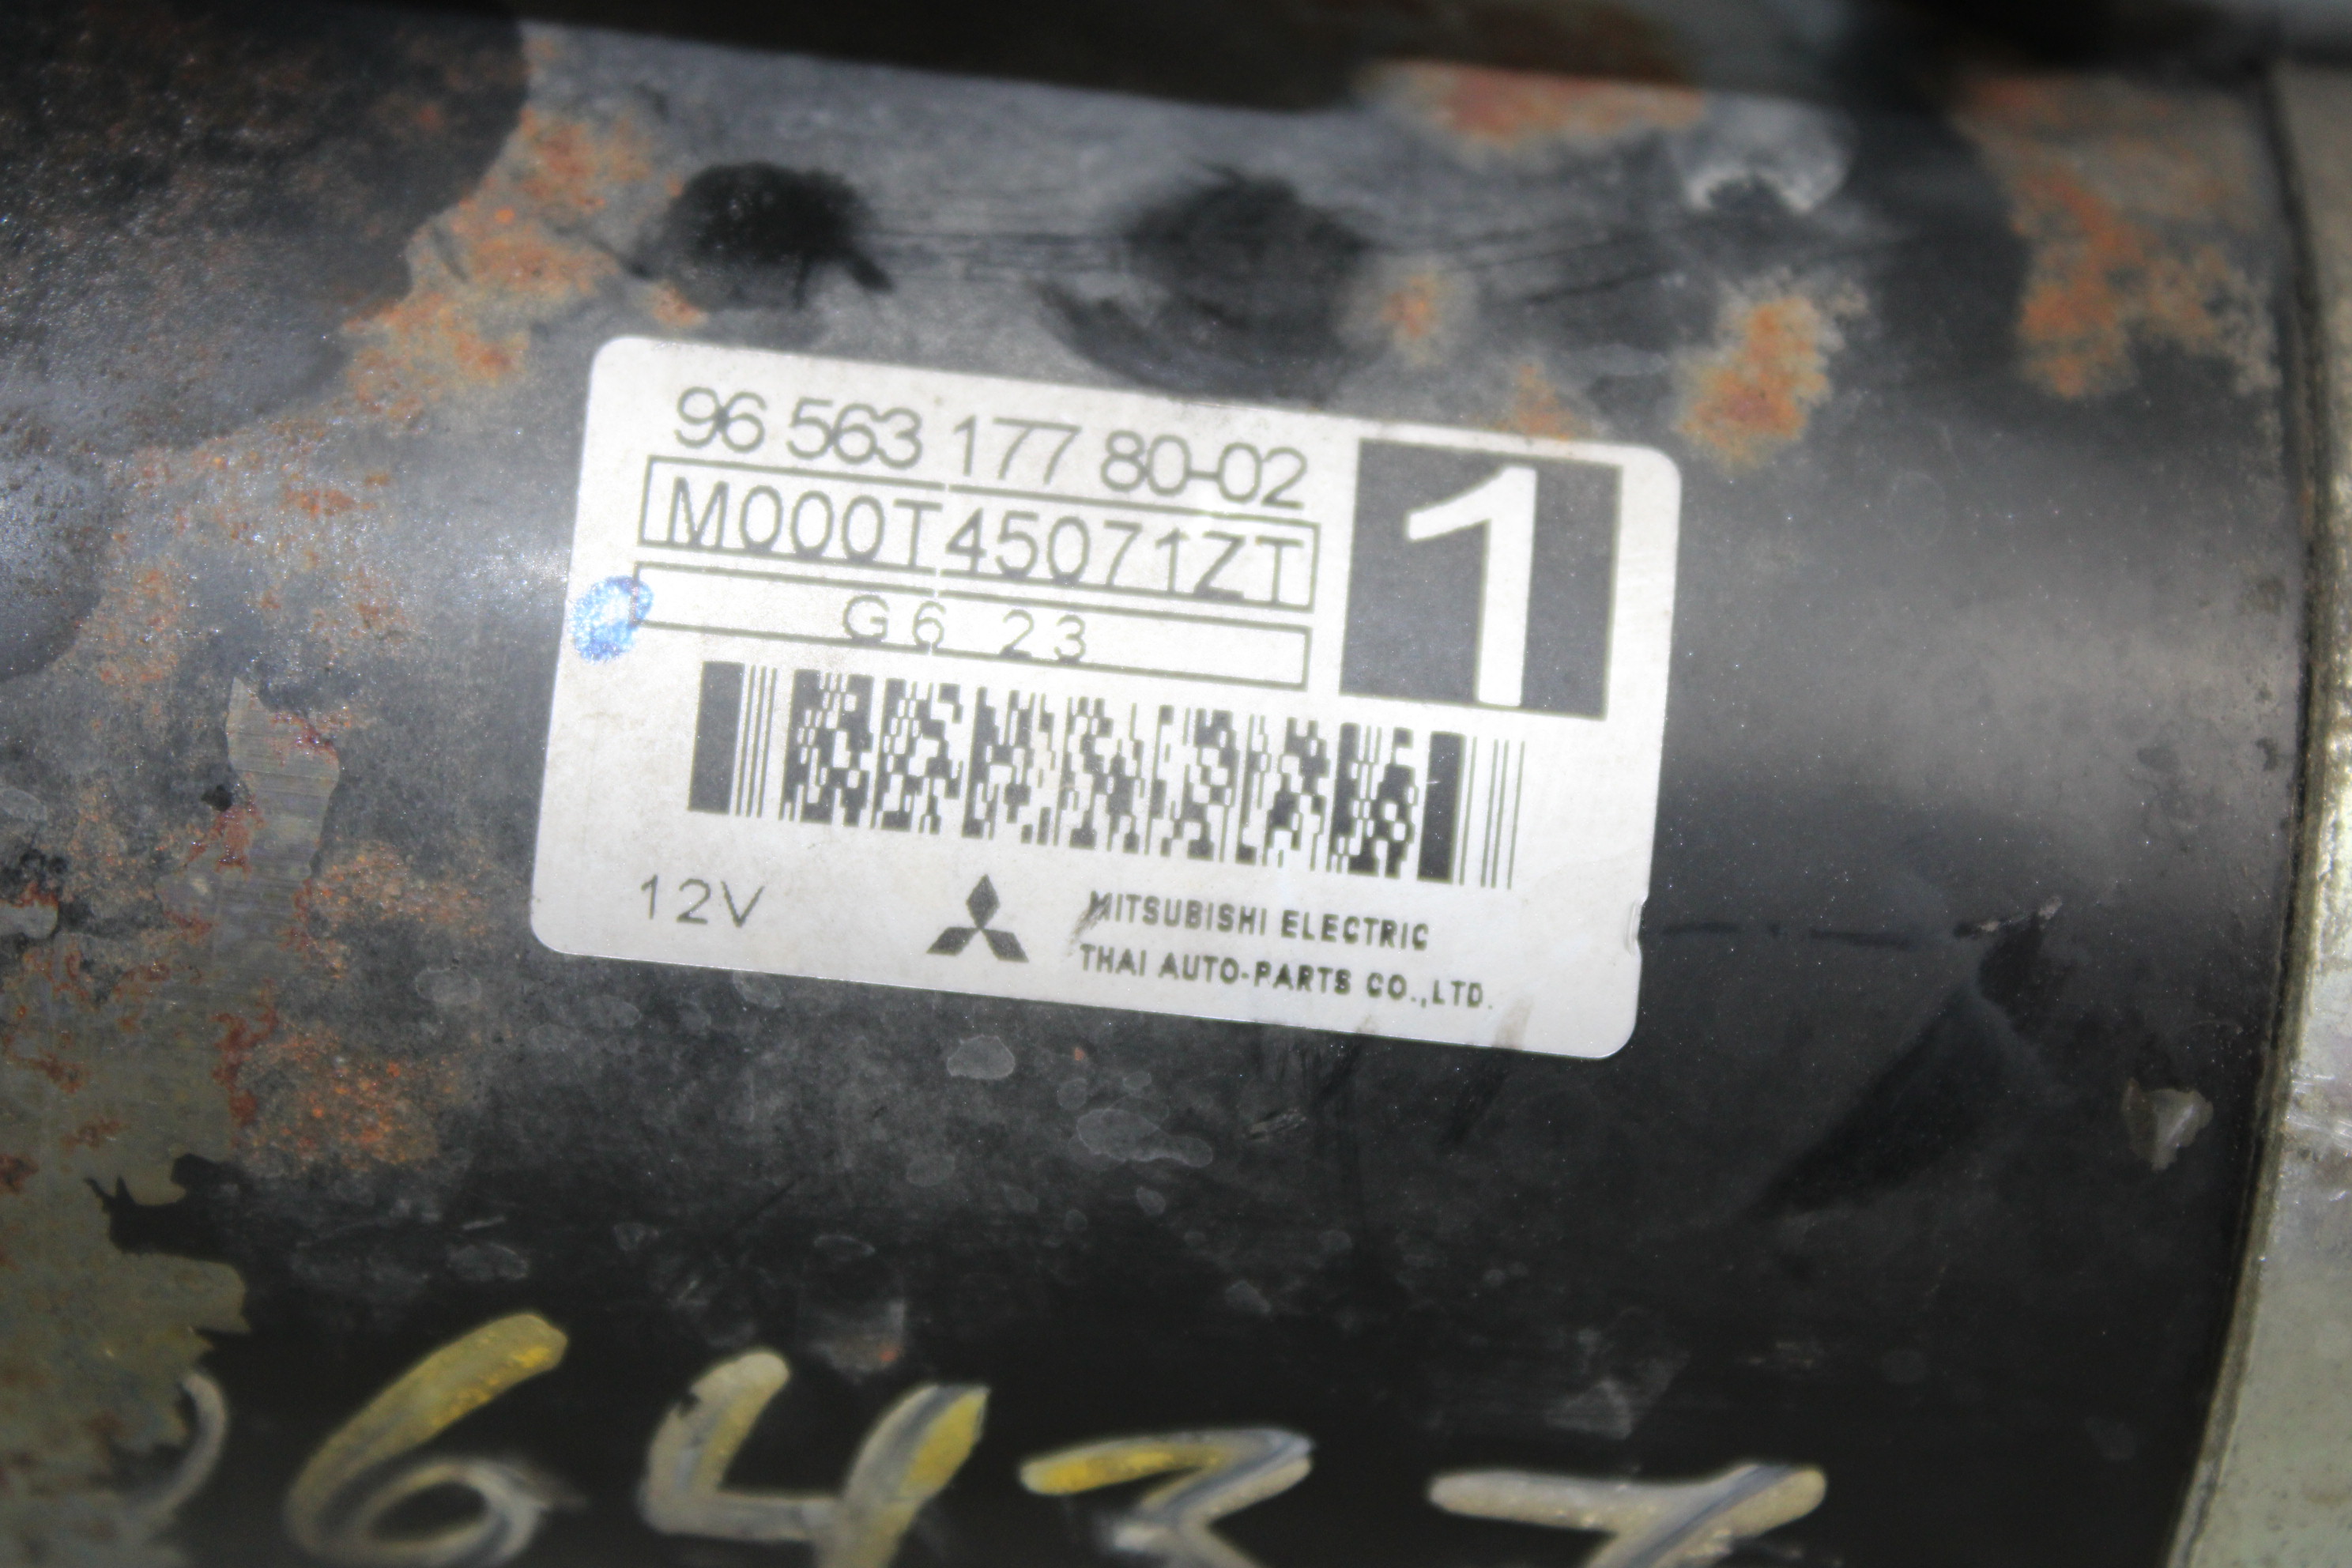 96 563 177 80-02
M000T45071ZT
1
G6 23
12V
MITSUBISHI ELECTRIC
THAI AUTO-PARTS CO.,LTD.
6437